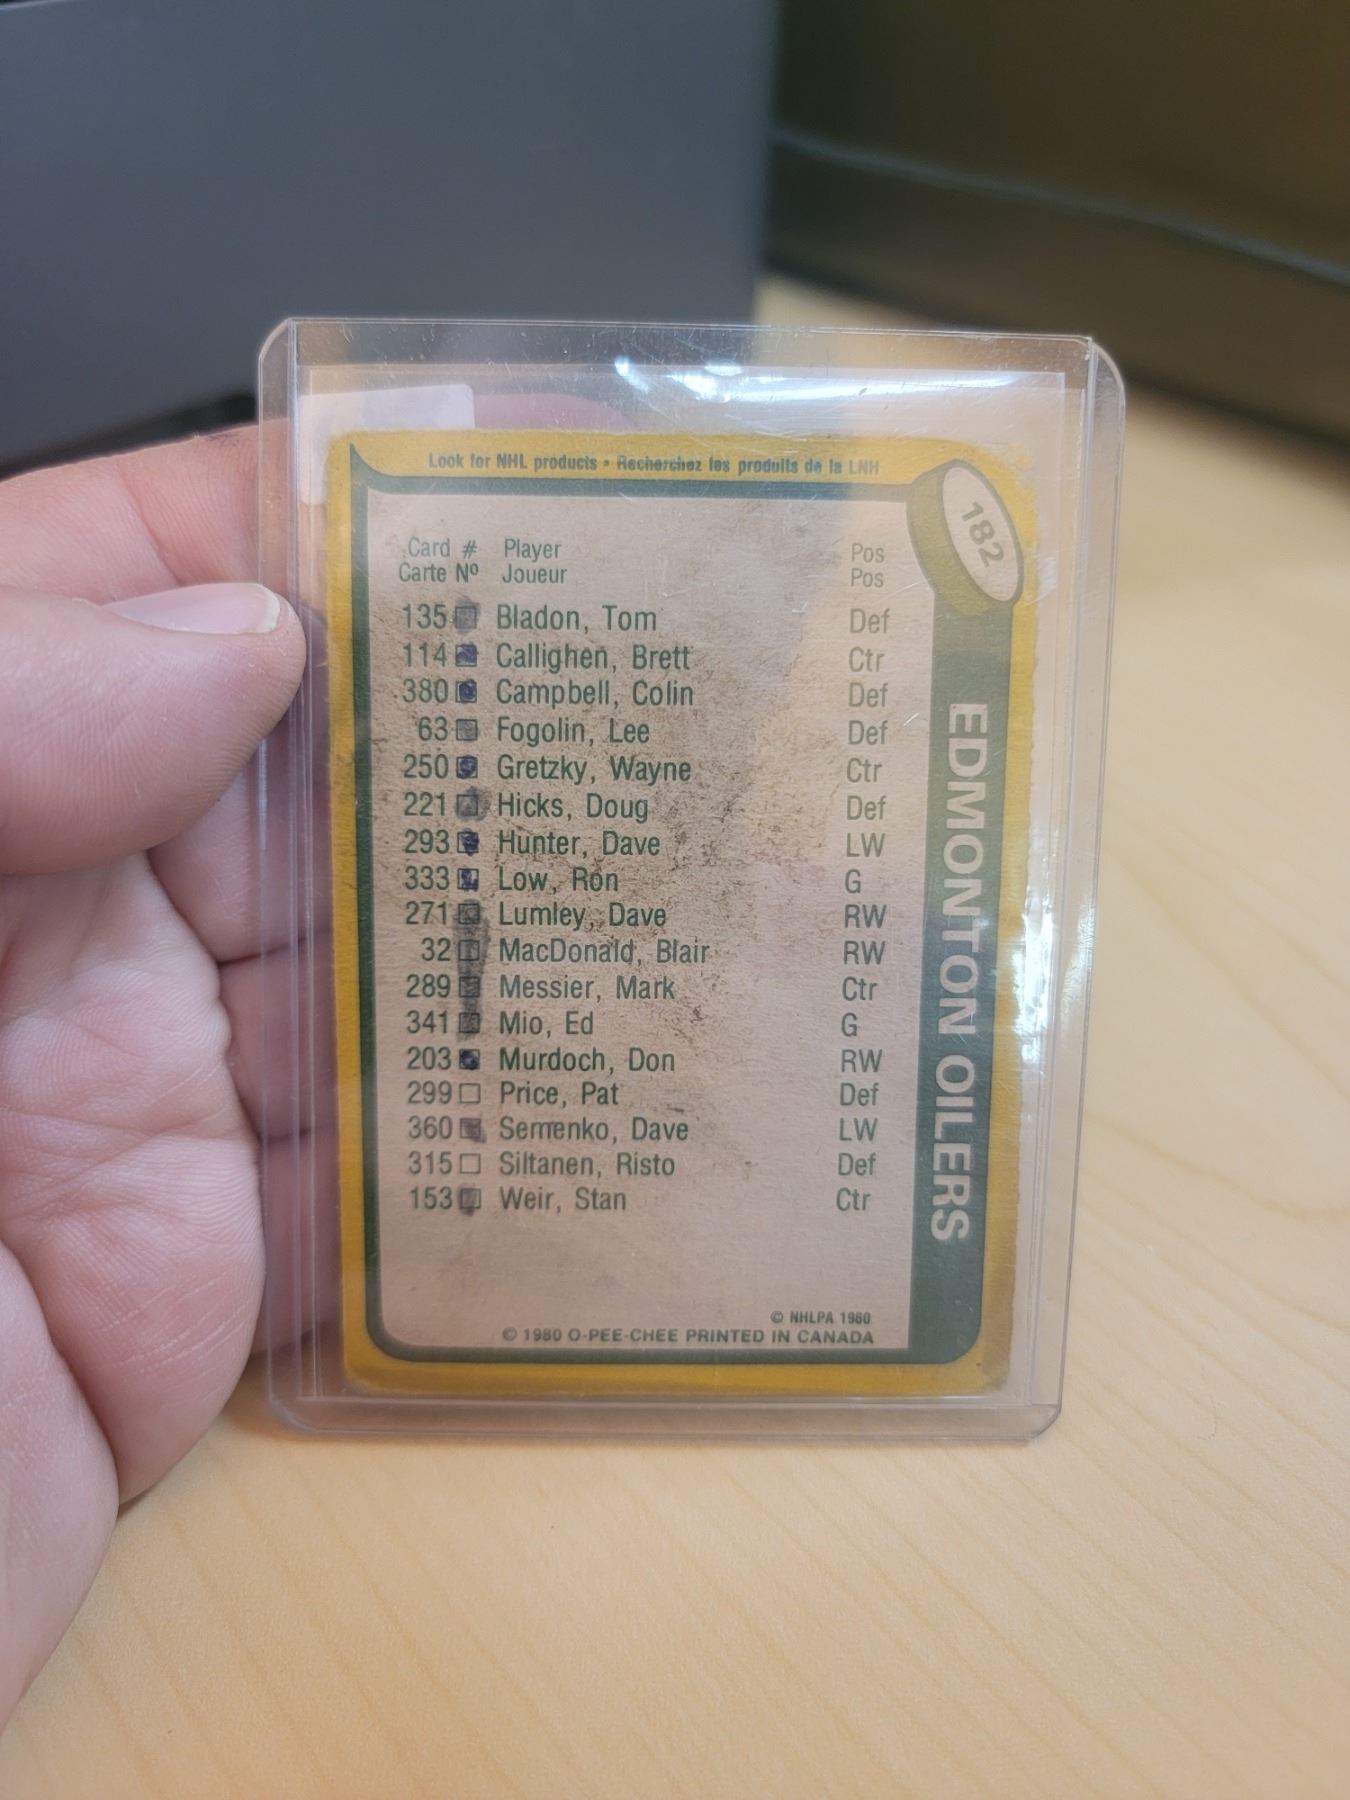 Look for NHL products • Recherchez les produits de la LNH
182
Card # Player Pos
Carte Nº Joueur Pos
135 Bladon, Tom Def
114 Callighen, Brett Ctr
380 Campbell, Colin Def
63 Fogolin, Lee Def
250 Gretzky, Wayne Ctr
221 Hicks, Doug Def
293 Hunter, Dave LW
333 Low, Ron G
271 Lumley, Dave RW
32 MacDonald, Blair RW
289 Messier, Mark Ctr
341 Mio, Ed G
203 Murdoch, Don RW
299 Price, Pat Def
360 Semenko, Dave LW
315 Siltanen, Risto Def
153 Weir, Stan Ctr
EDMONTON OILERS
© NHLPA 1980
© 1980 O-PEE-CHEE PRINTED IN CANADA